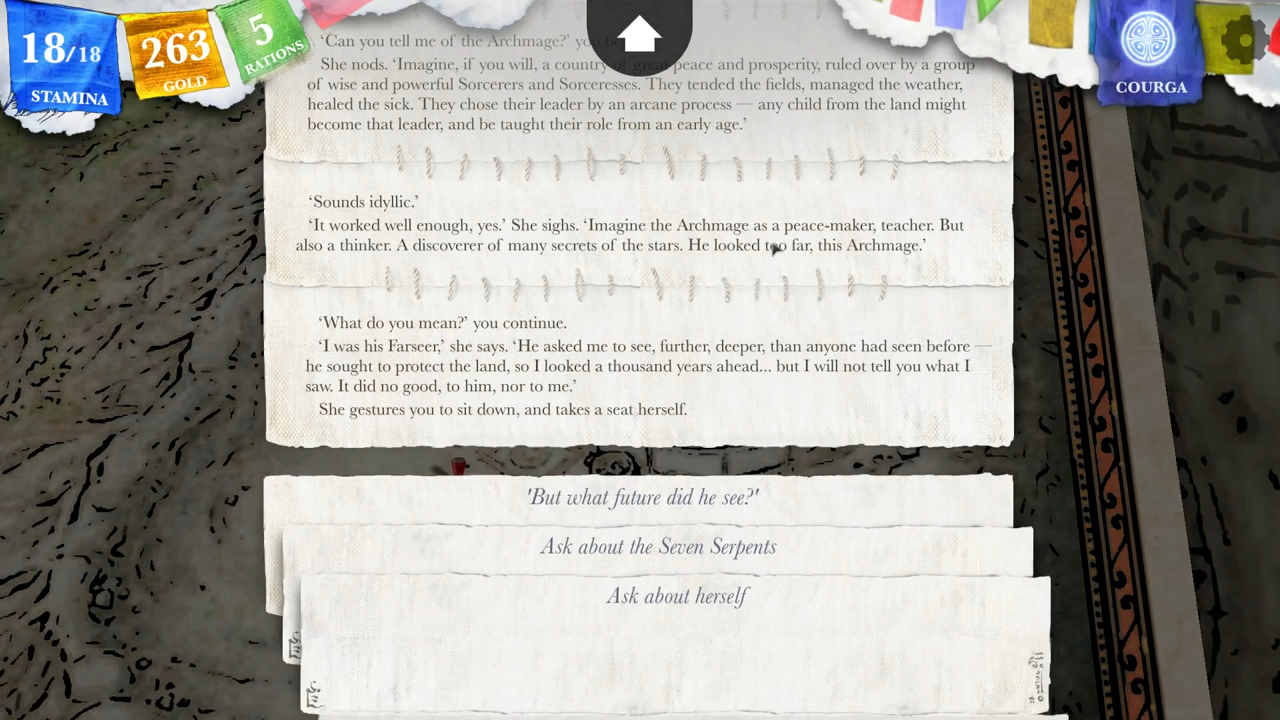 18/18
STAMINA
263
GOLD
5
RATIONS
COURGA
‘Can you tell me of the Archmage?’ you
She nods. ‘Imagine, if you will, a country of great peace and prosperity, ruled over by a group
of wise and powerful Sorcerers and Sorceresses. They tended the fields, managed the weather,
healed the sick. They chose their leader by an arcane process — any child from the land might
become that leader, and be taught their role from an early age.’
‘Sounds idyllic.’
‘It worked well enough, yes.’ She sighs. ‘Imagine the Archmage as a peace-maker, teacher. But
also a thinker. A discoverer of many secrets of the stars. He looked too far, this Archmage.’
‘What do you mean?’ you continue.
‘I was his Farseer,’ she says. ‘He asked me to see, further, deeper, than anyone had seen before —
he sought to protect the land, so I looked a thousand years ahead... but I will not tell you what I
saw. It did no good, to him, nor to me.’
She gestures you to sit down, and takes a seat herself.
'But what future did he see?'
Ask about the Seven Serpents
Ask about herself